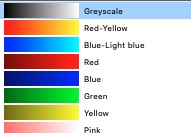 Greyscale
Red-Yellow
Blue-Light blue
Red
Blue
Green
Yellow
Pink